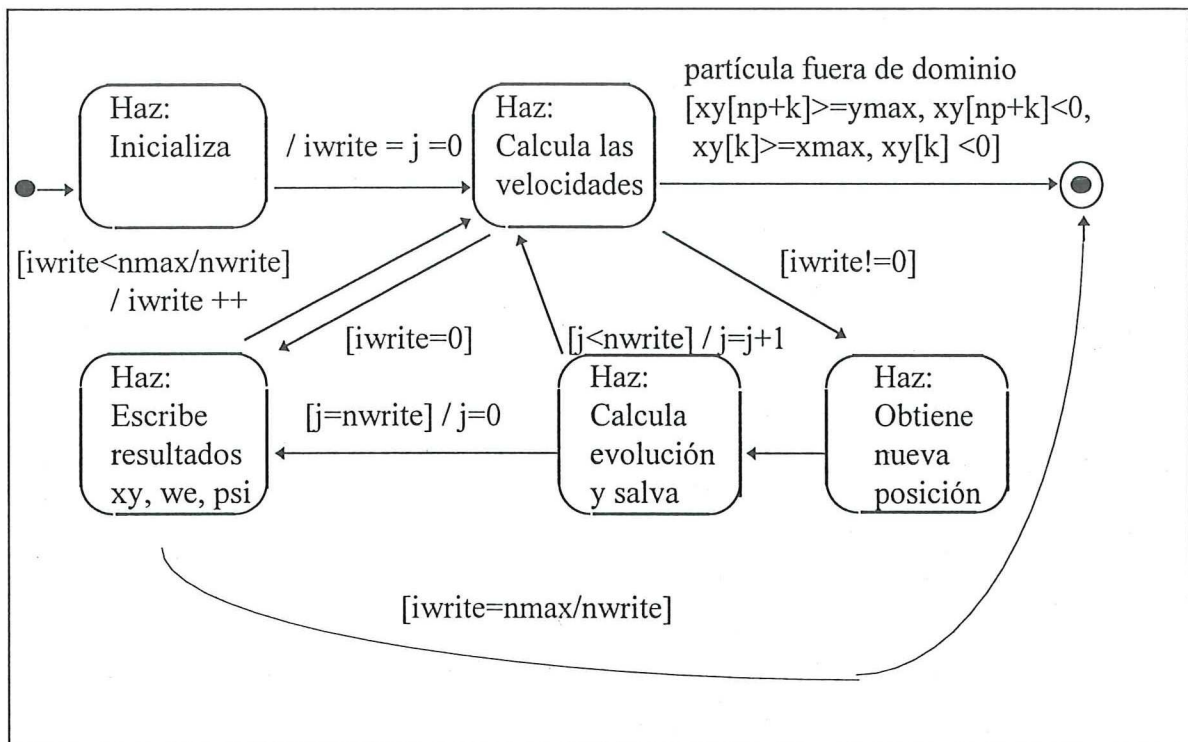 partícula fuera de dominio
[xy[np+k]>=ymax, xy[np+k]<0,
xy[k]>=xmax, xy[k] <0]
Haz:
Inicializa
/ iwrite = j =0
Haz:
Calcula las
velocidades
[iwrite<nmax/nwrite]
/ iwrite ++
[iwrite!=0]
[iwrite=0]
[j<nwrite] / j=j+1
Haz:
Escribe
resultados
xy, we, psi
[j=nwrite] / j=0
Haz:
Calcula
evolución
y salva
Haz:
Obtiene
nueva
posición
[iwrite=nmax/nwrite]